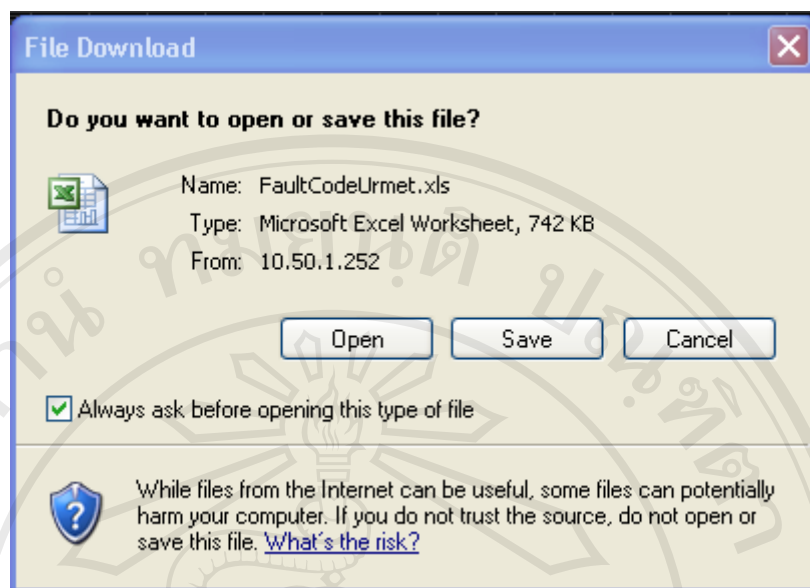 File Download
Do you want to open or save this file?
Name: FaultCodeUrmet.xls
Type: Microsoft Excel Worksheet, 742 KB
From: 10.50.1.252
Open Save Cancel
Always ask before opening this type of file
While files from the Internet can be useful, some files can potentially
harm your computer. If you do not trust the source, do not open or
save this file. What's the risk?